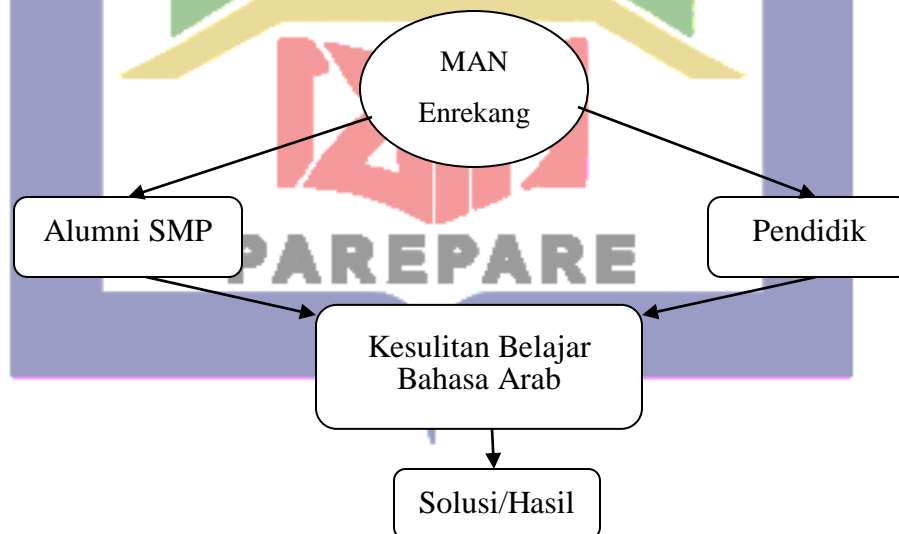 MAN
Enrekang
Alumni SMP
Pendidik
PAREPARE
Kesulitan Belajar
Bahasa Arab
Solusi/Hasil